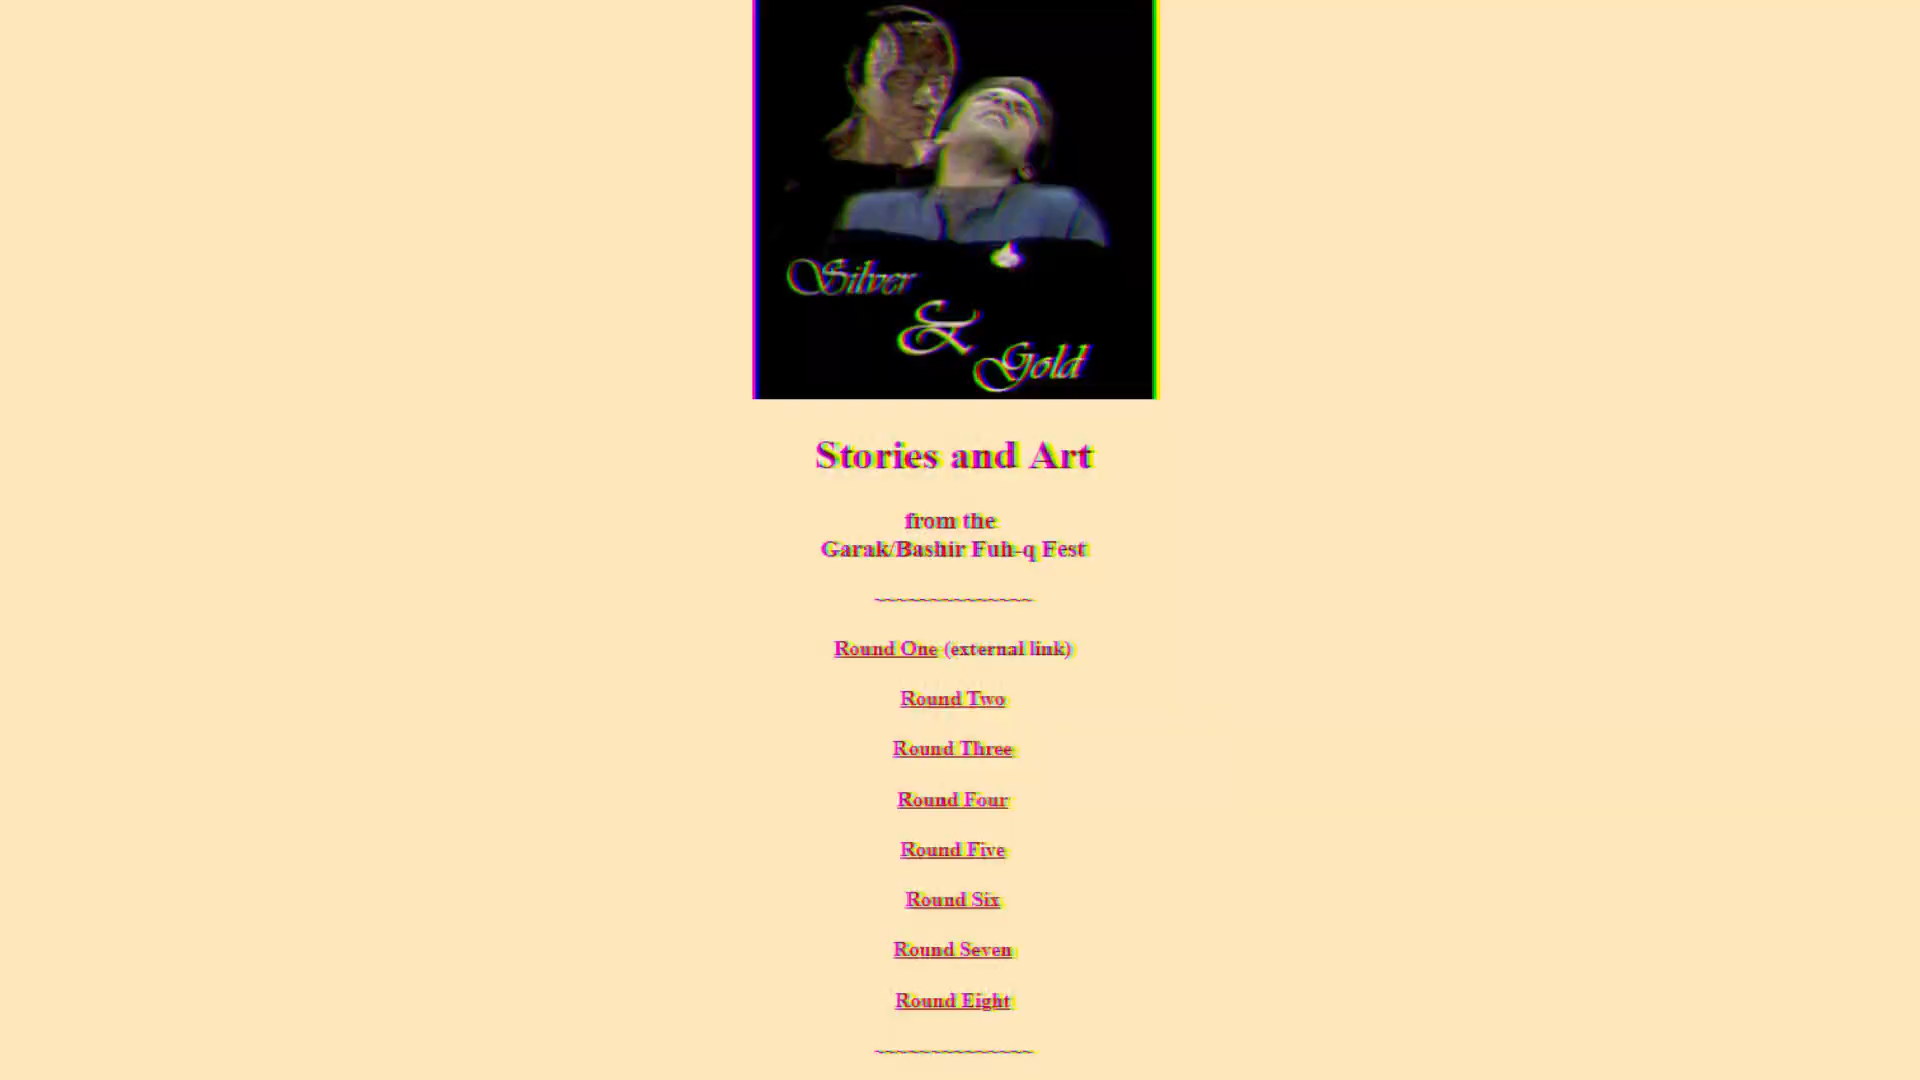 Silver
&
Gold
Stories and Art
from the
Garak/Bashir Fuh-q Fest
~~~~~~~~~~~~~~
Round One (external link)
Round Two
Round Three
Round Four
Round Five
Round Six
Round Seven
Round Eight
~~~~~~~~~~~~~~